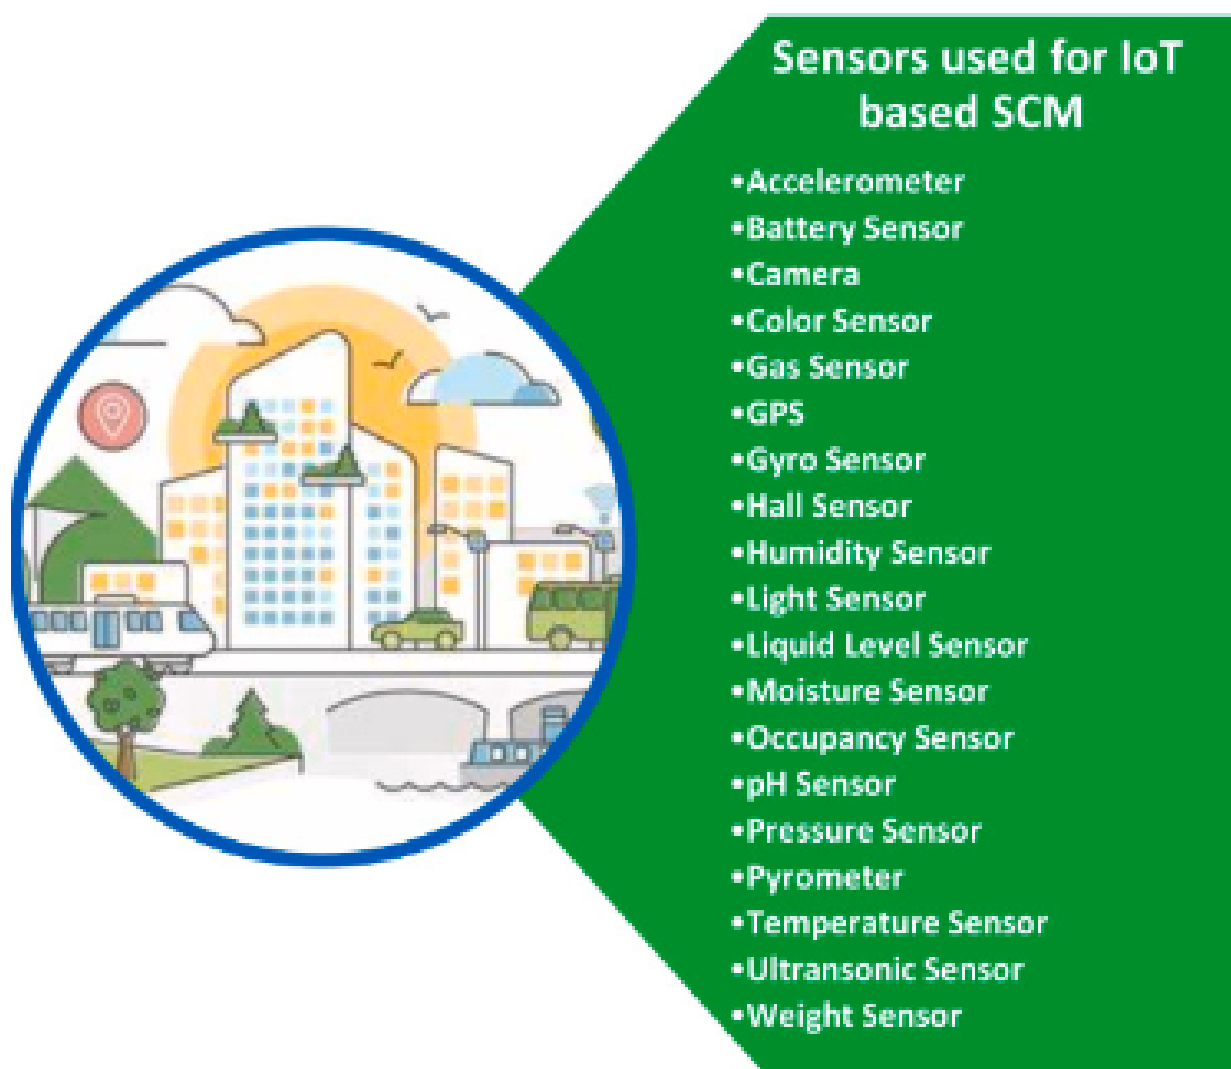 Sensors used for IoT
based SCM
•Accelerometer
•Battery Sensor
•Camera
•Color Sensor
•Gas Sensor
•GPS
•Gyro Sensor
•Hall Sensor
•Humidity Sensor
•Light Sensor
•Liquid Level Sensor
•Moisture Sensor
•Occupancy Sensor
•pH Sensor
•Pressure Sensor
•Pyrometer
•Temperature Sensor
•Ultransonic Sensor
•Weight Sensor